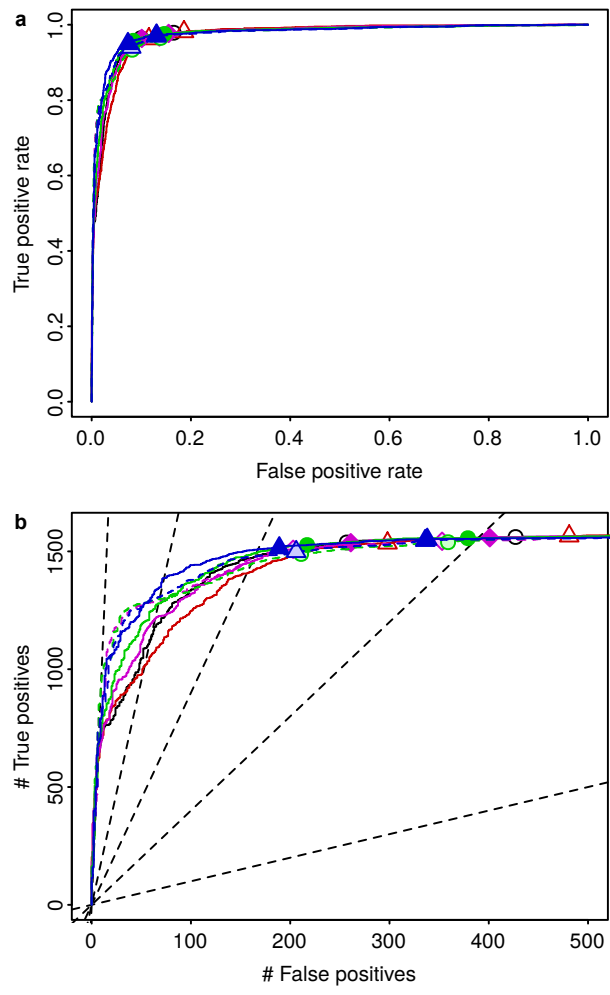 a
1.0
0.8
0.6
0.4
0.2
0.0
True positive rate
0.0 0.2 0.4 0.6 0.8 1.0
False positive rate
b
1500
1000
500
0
# True positives
0 100 200 300 400 500
# False positives